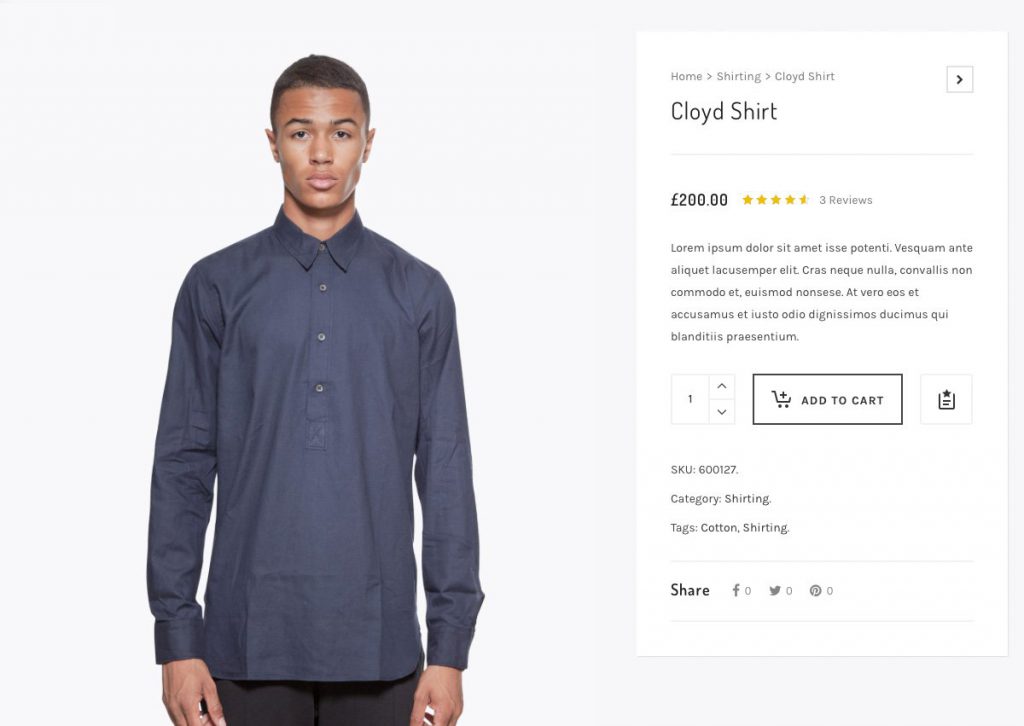 Home > Shirting > Cloyd Shirt
Cloyd Shirt
£200.00 3 Reviews
Lorem ipsum dolor sit amet isse potenti. Vesquam ante
aliquet lacusemper elit. Cras neque nulla, convallis non
commodo et, euismod nonsese. At vero eos et
accusamus et iusto odio dignissimos ducimus qui
blanditiis praesentium.
1 ADD TO CART
SKU: 600127.
Category: Shirting.
Tags: Cotton, Shirting.
Share 0 0 0